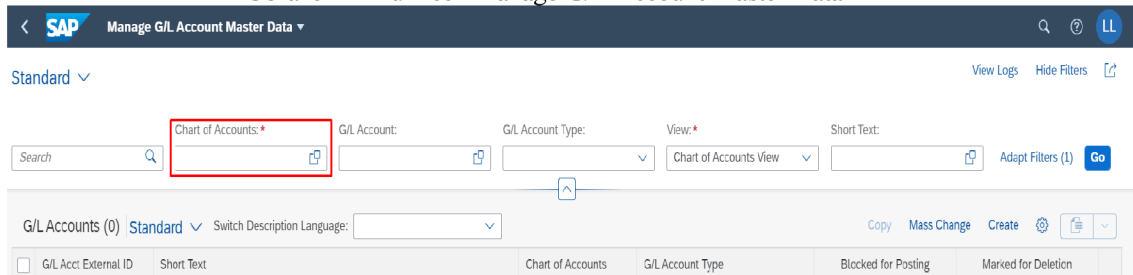 SAP Manage G/L Account Master Data LL
Standard View Logs Hide Filters
Chart of Accounts:* G/L Account: G/L Account Type: View:* Short Text:
Search Chart of Accounts View Adapt Filters (1) Go
G/L Accounts (0) Standard Switch Description Language: Copy Mass Change Create
G/L Acct External ID Short Text Chart of Accounts G/L Account Type Blocked for Posting Marked for Deletion